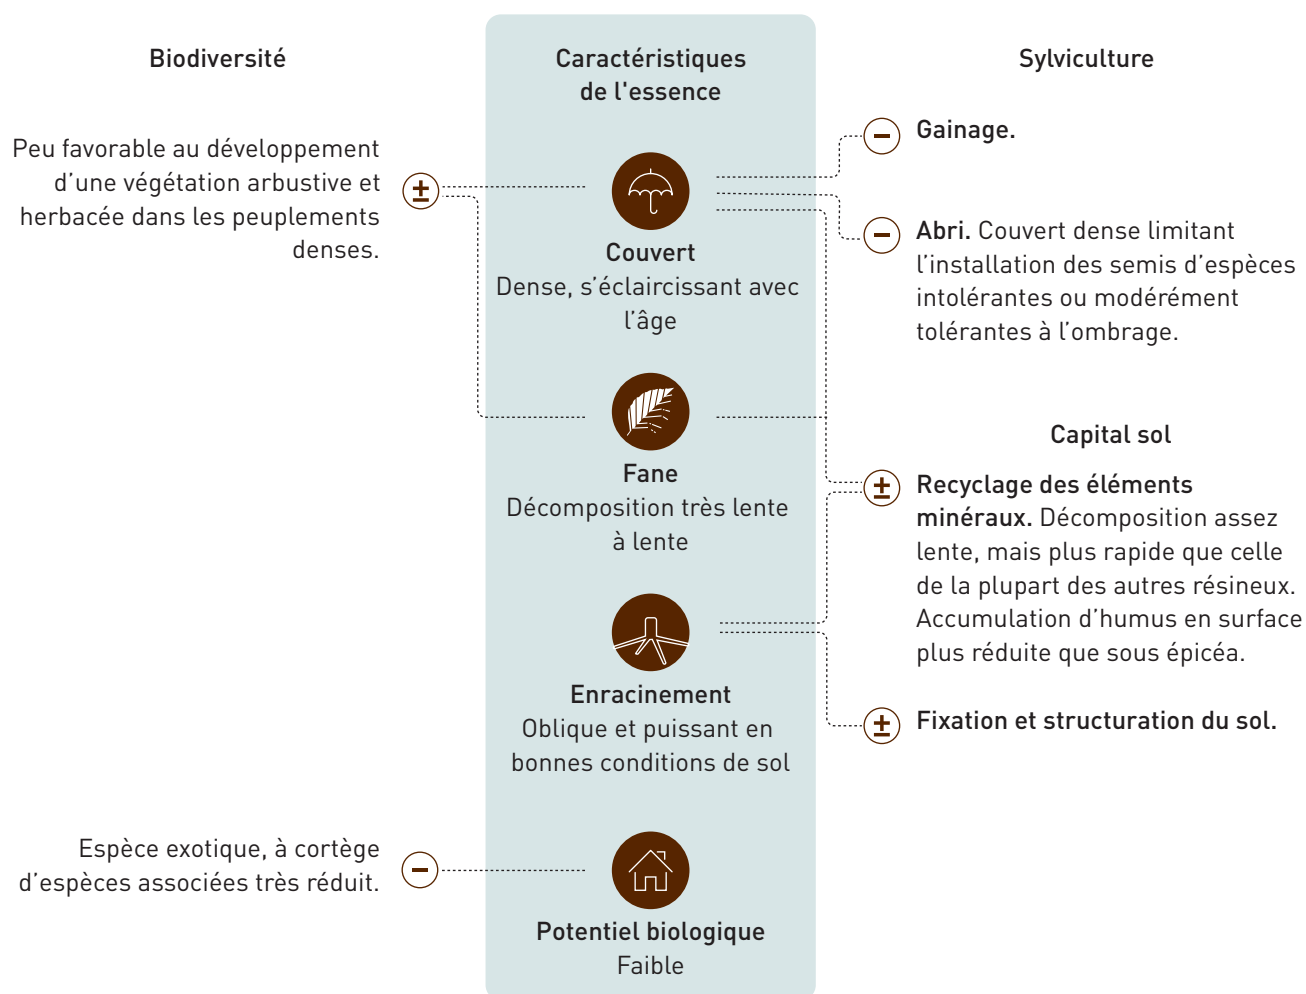 Biodiversité
Peu favorable au développement
d’une végétation arbustive et
herbacée dans les peuplements
denses.
Espèce exotique, à cortège
d’espèces associées très réduit.
Caractéristiques
de l'essence
Couvert
Dense, s’éclaircissant avec
l’âge
Fane
Décomposition très lente
à lente
Enracinement
Oblique et puissant en
bonnes conditions de sol
Potentiel biologique
Faible
Sylviculture
Gainage.
Abri. Couvert dense limitant
l’installation des semis d’espèces
intolérantes ou modérément
tolérantes à l’ombrage.
Capital sol
Recyclage des éléments
minéraux. Décomposition assez
lente, mais plus rapide que celle
de la plupart des autres résineux.
Accumulation d’humus en surface
plus réduite que sous épicéa.
Fixation et structuration du sol.